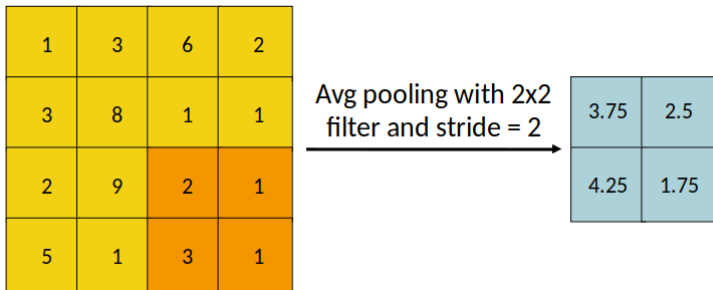 1 3 6 2
3 8 1 1
2 9 2 1
5 1 3 1
Avg pooling with 2x2
filter and stride = 2
3.75 2.5
4.25 1.75